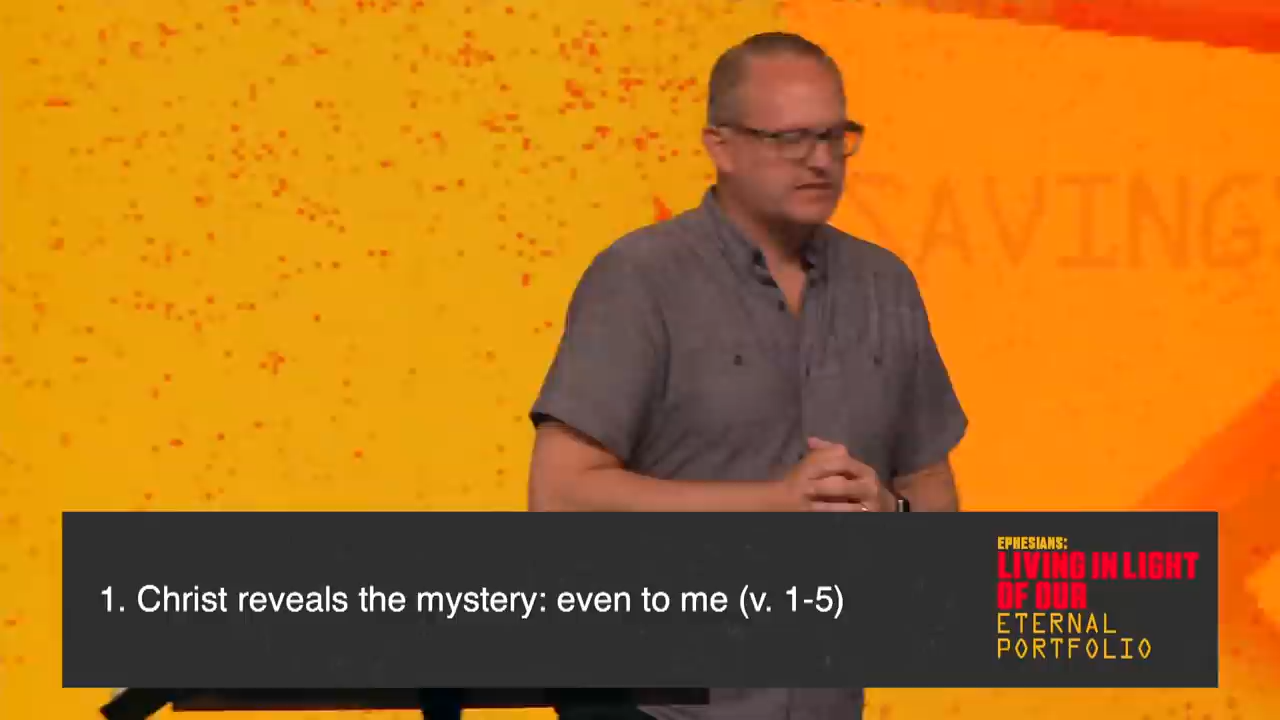 SAVING
1. Christ reveals the mystery: even to me (v. 1-5)
EPHESIANS:
LIVING IN LIGHT
OF OUR
ETERNAL
PORTFOLIO